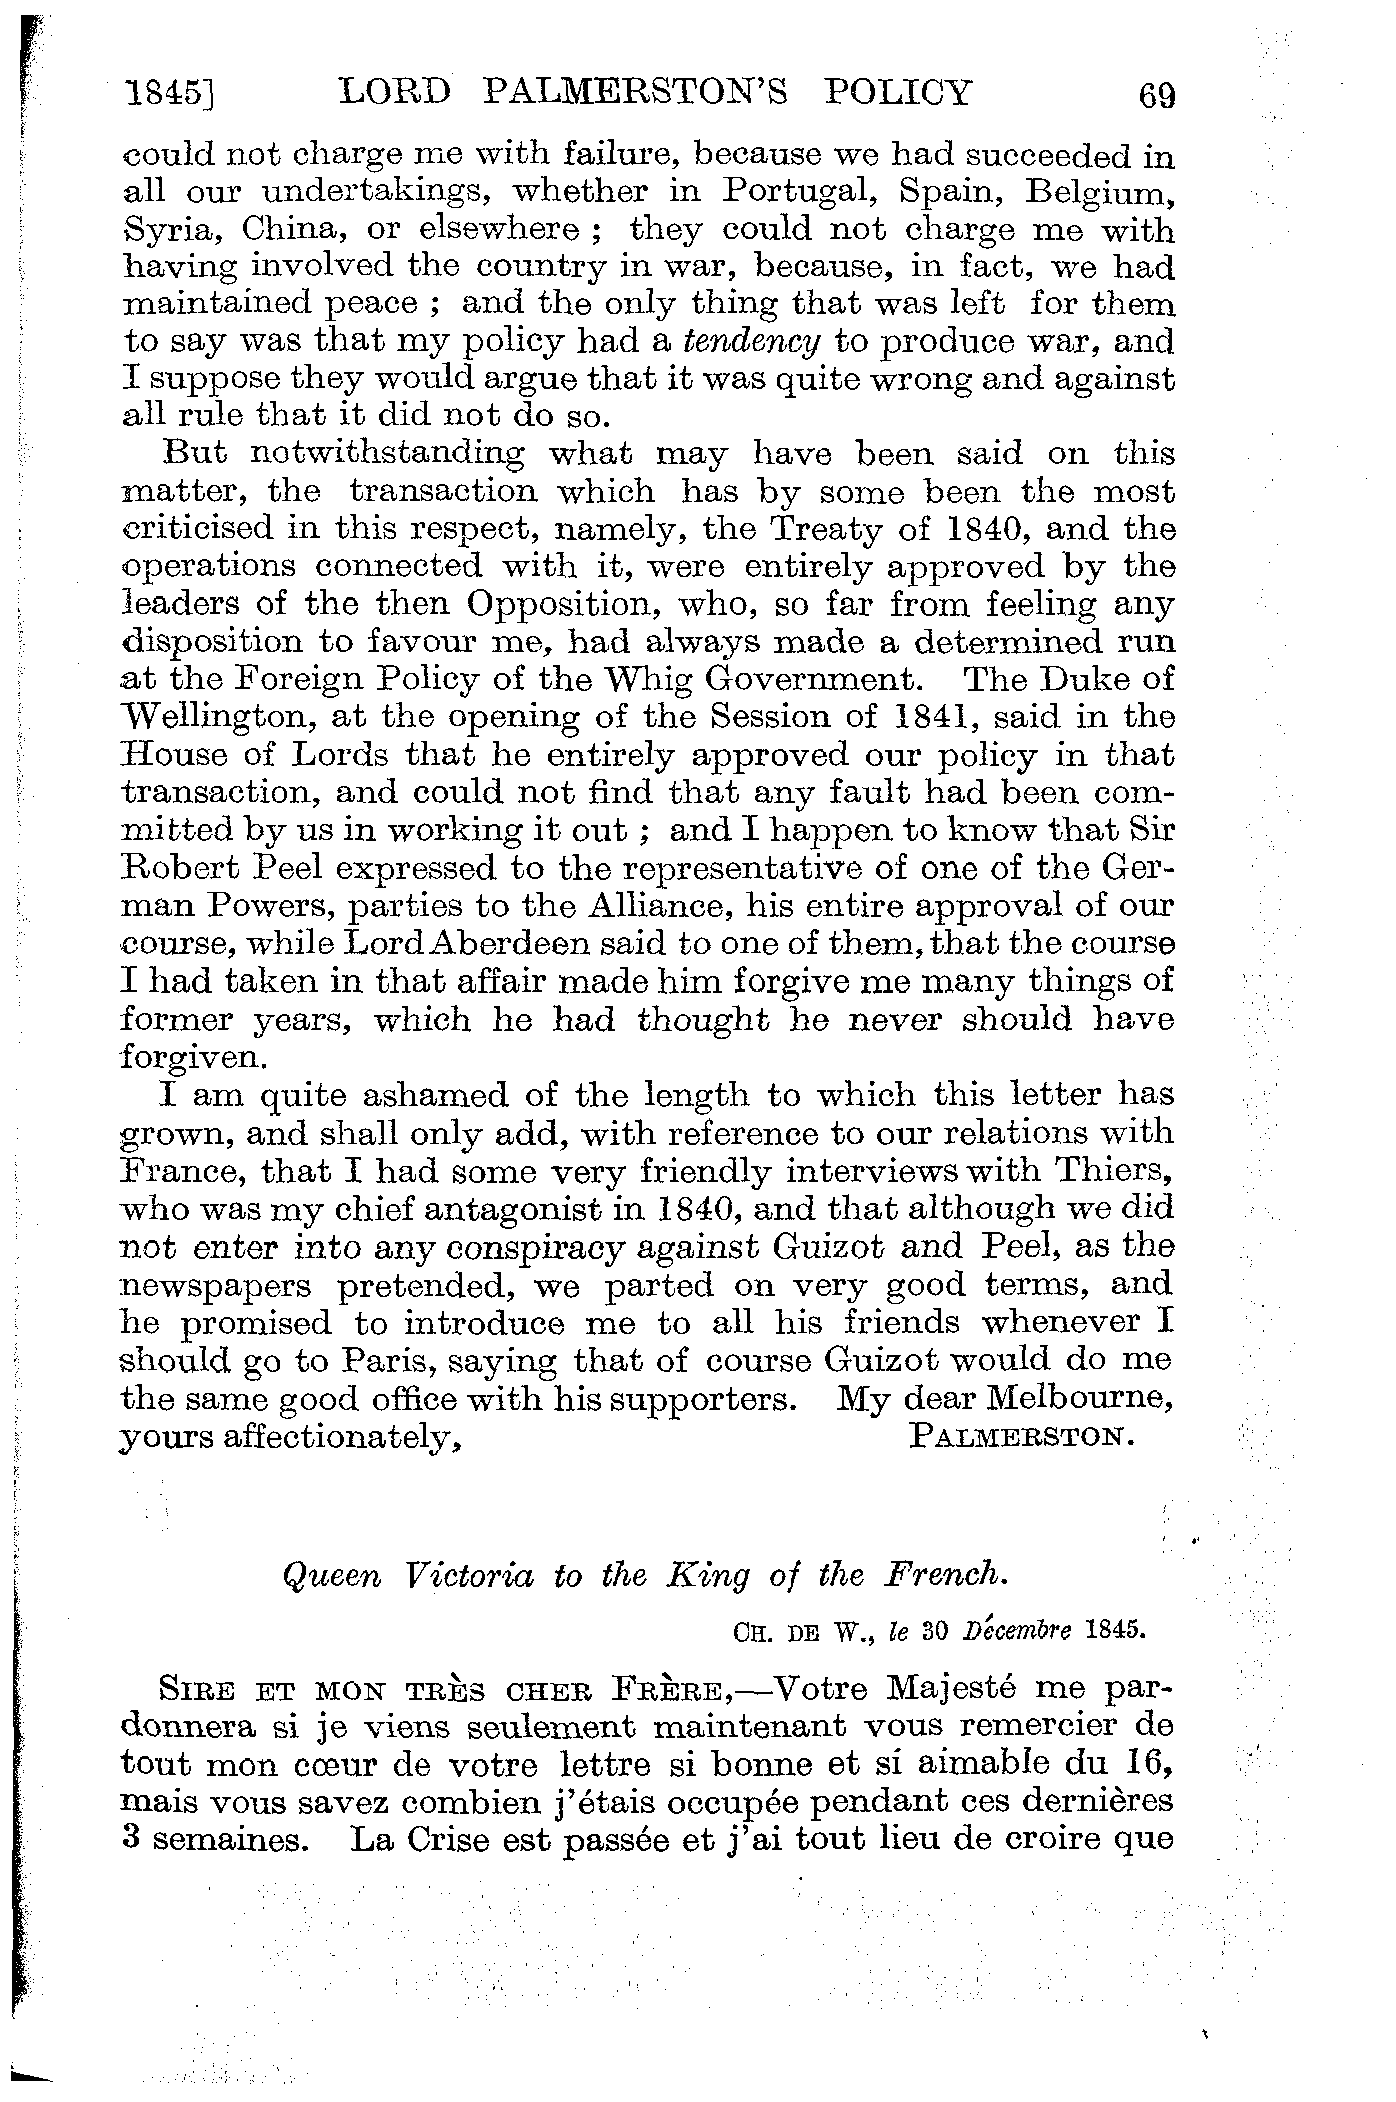 1845] LORD PALMERSTON'S POLICY 69
could not charge me with failure, because we had succeeded in
all our undertakings, whether in Portugal, Spain, Belgium,
Syria, China, or elsewhere ; they could not charge me with
having involved the country in war, because, in fact, we had
maintained peace ; and the only thing that was left for them
to say was that my policy had a tendency to produce war, and
I suppose they would argue that it was quite wrong and against
all rule that it did not do so.
But notwithstanding what may have been said on this
matter, the transaction which has by some been the most
criticised in this respect, namely, the Treaty of 1840, and the
operations connected with it, were entirely approved by the
leaders of the then Opposition, who, so far from feeling any
disposition to favour me, had always made a determined run
at the Foreign Policy of the Whig Government. The Duke of
Wellington, at the opening of the Session of 1841, said in the
House of Lords that he entirely approved our policy in that
transaction, and could not find that any fault had been com-
mitted by us in working it out ; and I happen to know that Sir
Robert Peel expressed to the representative of one of the Ger-
man Powers, parties to the Alliance, his entire approval of our
course, while Lord Aberdeen said to one of them, that the course
I had taken in that affair made him forgive me many things of
former years, which he had thought he never should have
forgiven.
I am quite ashamed of the length to which this letter has
grown, and shall only add, with reference to our relations with
France, that I had some very friendly interviews with Thiers,
who was my chief antagonist in 1840, and that although we did
not enter into any conspiracy against Guizot and Peel, as the
newspapers pretended, we parted on very good terms, and
he promised to introduce me to all his friends whenever I
should go to Paris, saying that of course Guizot would do me
the same good office with his supporters. My dear Melbourne,
yours affectionately, PALMERSTON.
Queen Victoria to the King of the French.
CH. DE W., le 30 Décembre 1845.
SIRE ET MON TRÈS CHER FRÈRE,—Votre Majesté me par-
donnera si je viens seulement maintenant vous remercier de
tout mon cœur de votre lettre si bonne et si aimable du 16,
mais vous savez combien j'étais occupée pendant ces dernières
3 semaines. La Crise est passée et j'ai tout lieu de croire que